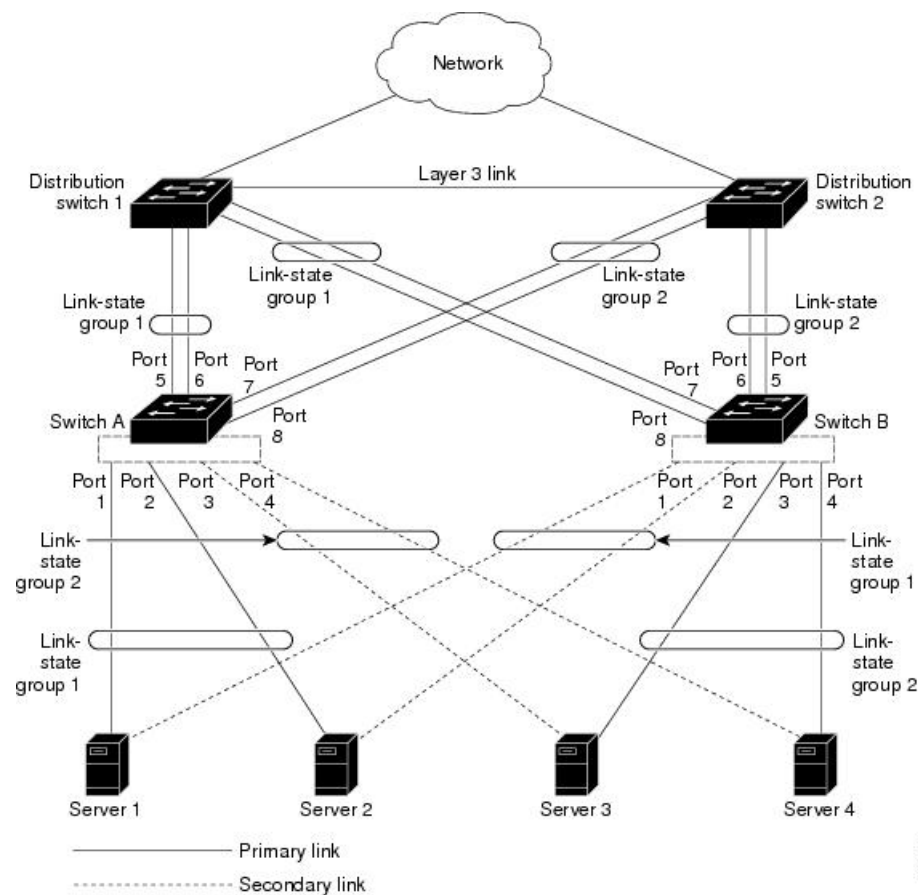 Network
Layer 3 link
Distribution
switch 1
Distribution
switch 2
Link-state
group 1
Link-state
group 2
Link-state
group 1
Link-state
group 2
Port
5
Port
6
Port
7
Port
8
Switch A
Port
7
Port
6
Port
5
Port
8
Switch B
Port
1
Port
2
Port
3
Port
4
Port
1
Port
2
Port
3
Port
4
Link-
state
group 2
Link-
state
group 1
Link-
state
group 1
Link-
state
group 2
Server 1
Server 2
Server 3
Server 4
Primary link
Secondary link